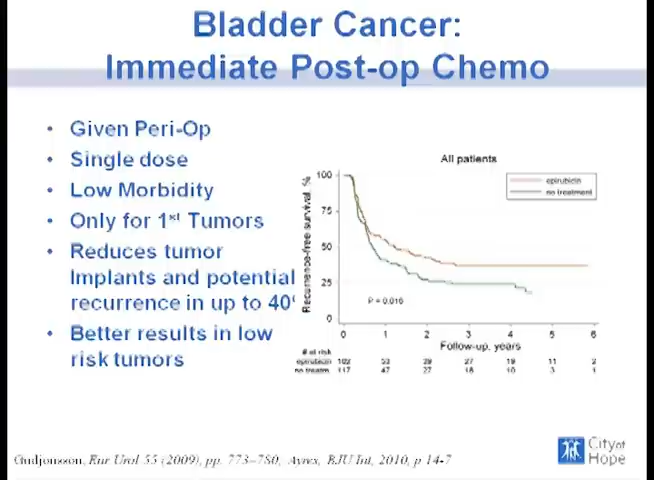 Bladder Cancer:
Immediate Post-op Chemo
• Given Peri-Op
• Single dose
• Low Morbidity
• Only for 1st Tumors
• Reduces tumor
Implants and potential
recurrence in up to 40
• Better results in low
risk tumors
All patients
epirubicin
no treatment
Recurrence-free survival, %
100
75
50
25
0
P = 0.016
0 1 2 3 4 5 6
Follow-up, years
# at risk
epirubicin 102 53 29 27 19 11 2
no treatm. 117 47 27 18 10 3 1
Gudjonsson, Eur Urol 55 (2009), pp. 773–780, Ayres, BJU Int, 2010, p 14-7
City of
Hope